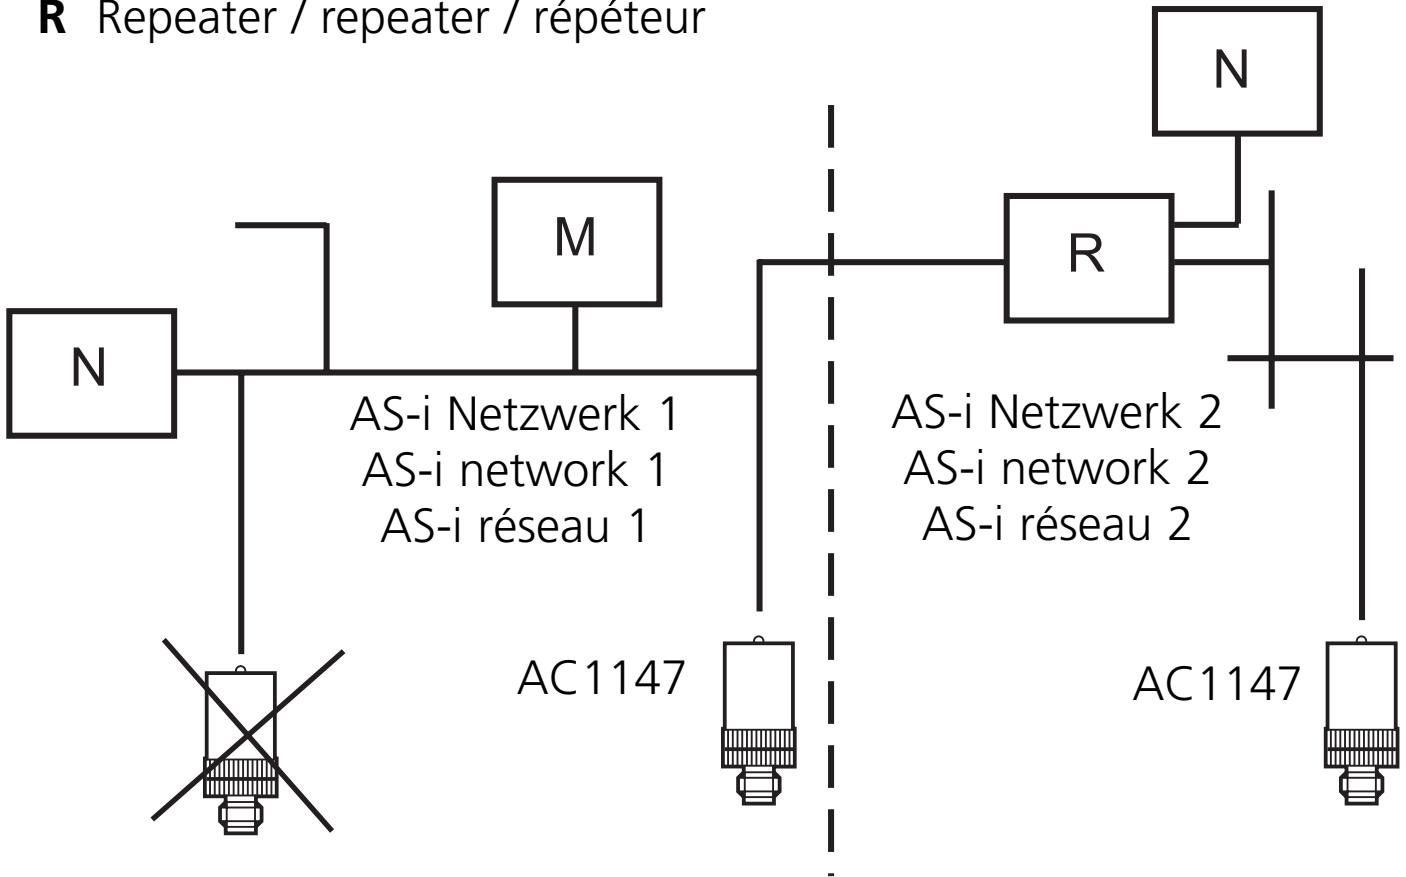 R Repeater / repeater / répéteur
N
M
R
N
AS-i Netzwerk 1
AS-i network 1
AS-i réseau 1
AS-i Netzwerk 2
AS-i network 2
AS-i réseau 2
AC1147
AC1147